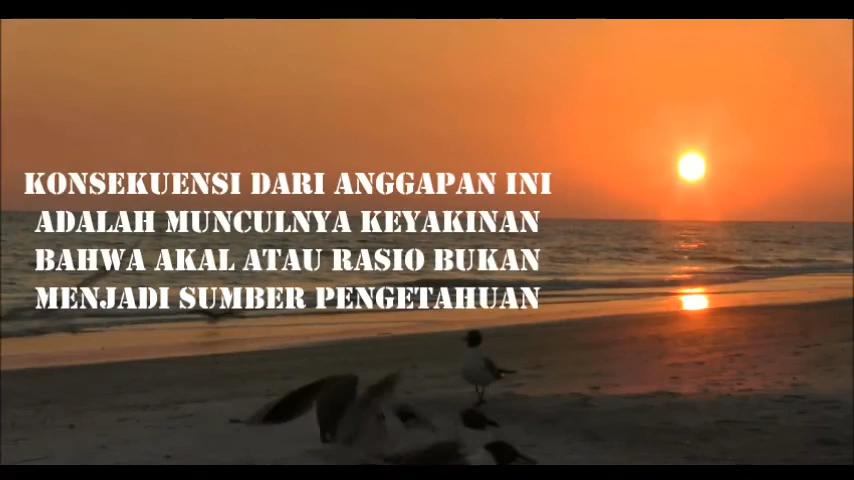 KONSEKUENSI DARI ANGGAPAN INI
ADALAH MUNCULNYA KEYAKINAN
BAHWA AKAL ATAU RASIO BUKAN
MENJADI SUMBER PENGETAHUAN